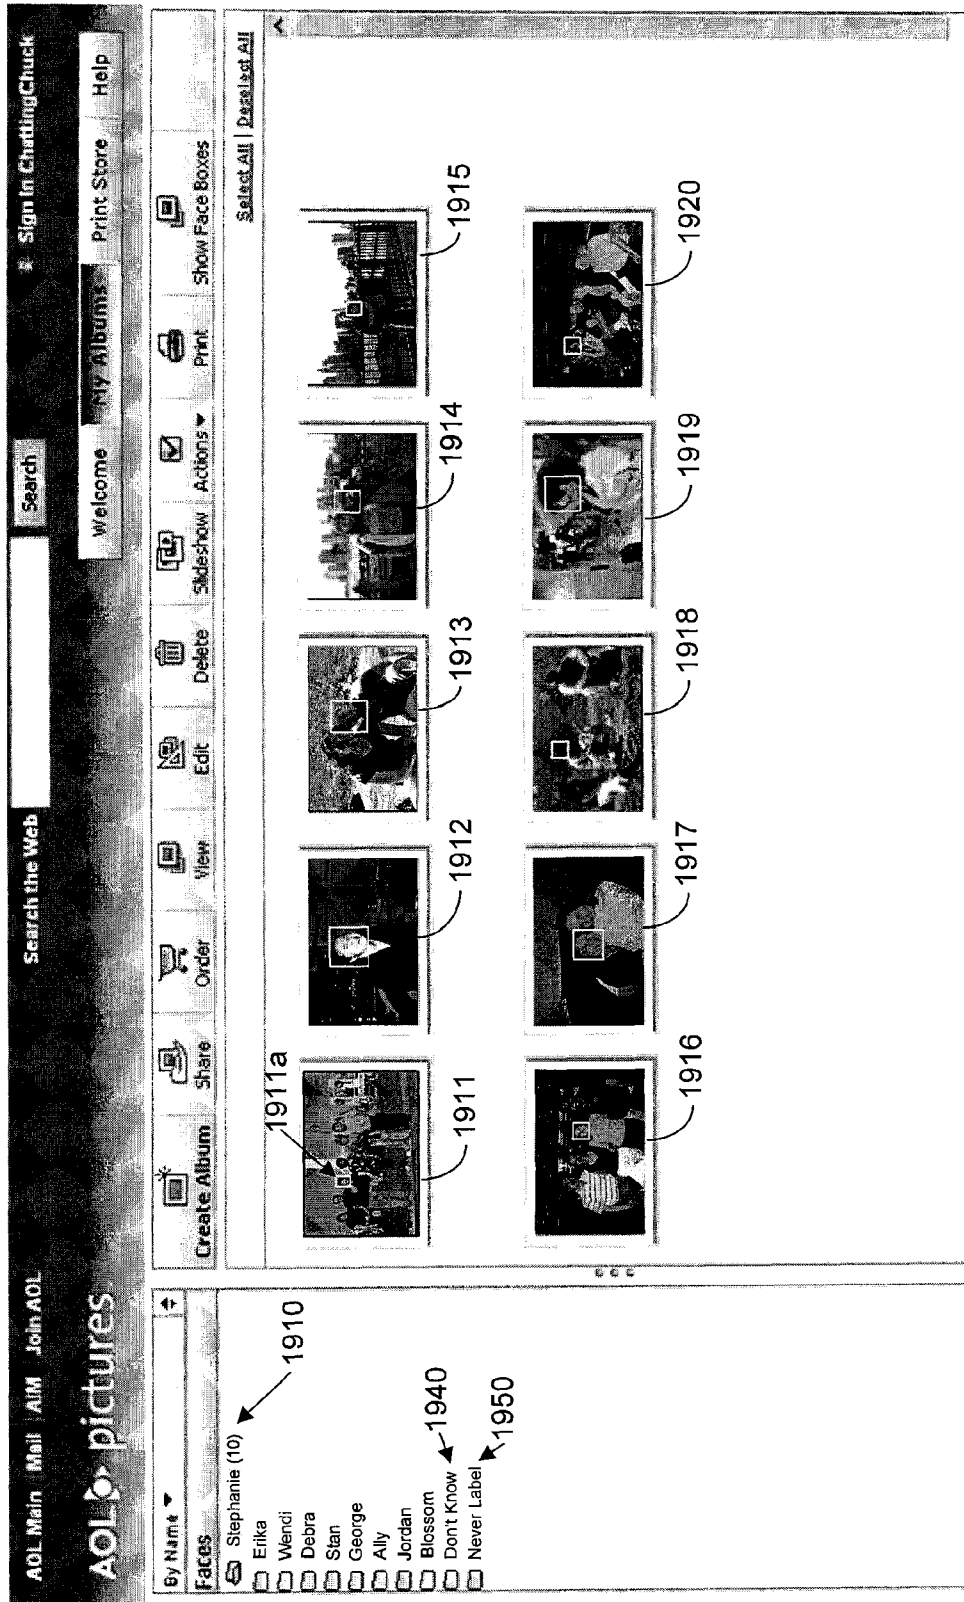 AOL Main | Mail | AIM | Join AOL
Search the Web
Search
Sign In ChattingChuck
AOL pictures
Welcome
My Albums
Print Store
Help
By Name
Create Album
Share
Order
View
Edit
Delete
Slideshow
Actions
Print
Show Face Boxes
Faces
Select All | Deselect All
Stephanie (10)
1910
Erika
Wendi
Debra
Stan
George
Ally
Jordan
Blossom
Don't Know
1940
Never Label
1950
1911a
1911
1912
1913
1914
1915
1916
1917
1918
1919
1920